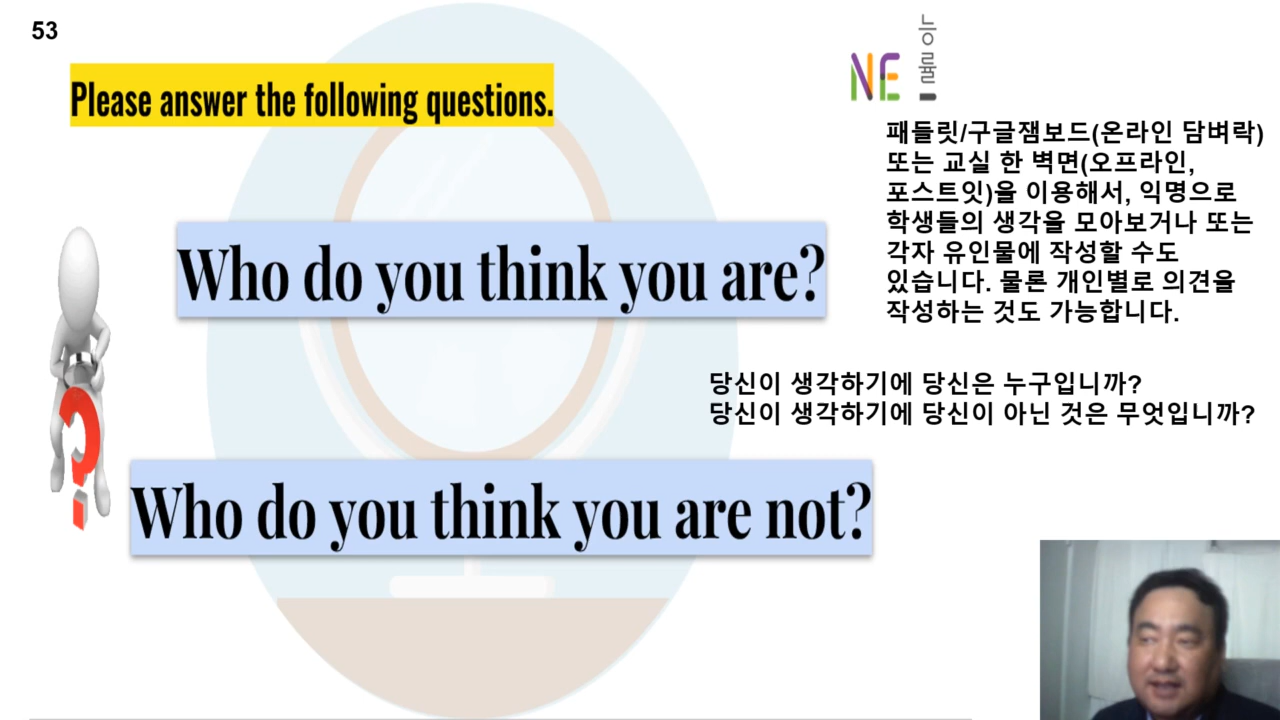 53
Please answer the following questions.
NE
능률
패들릿/구글잼보드(온라인 담벼락)
또는 교실 한 벽면(오프라인,
포스트잇)을 이용해서, 익명으로
학생들의 생각을 모아보거나 또는
각자 유인물에 작성할 수도
있습니다. 물론 개인별로 의견을
작성하는 것도 가능합니다.
Who do you think you are?
당신이 생각하기에 당신은 누구입니까?
당신이 생각하기에 당신이 아닌 것은 무엇입니까?
Who do you think you are not?